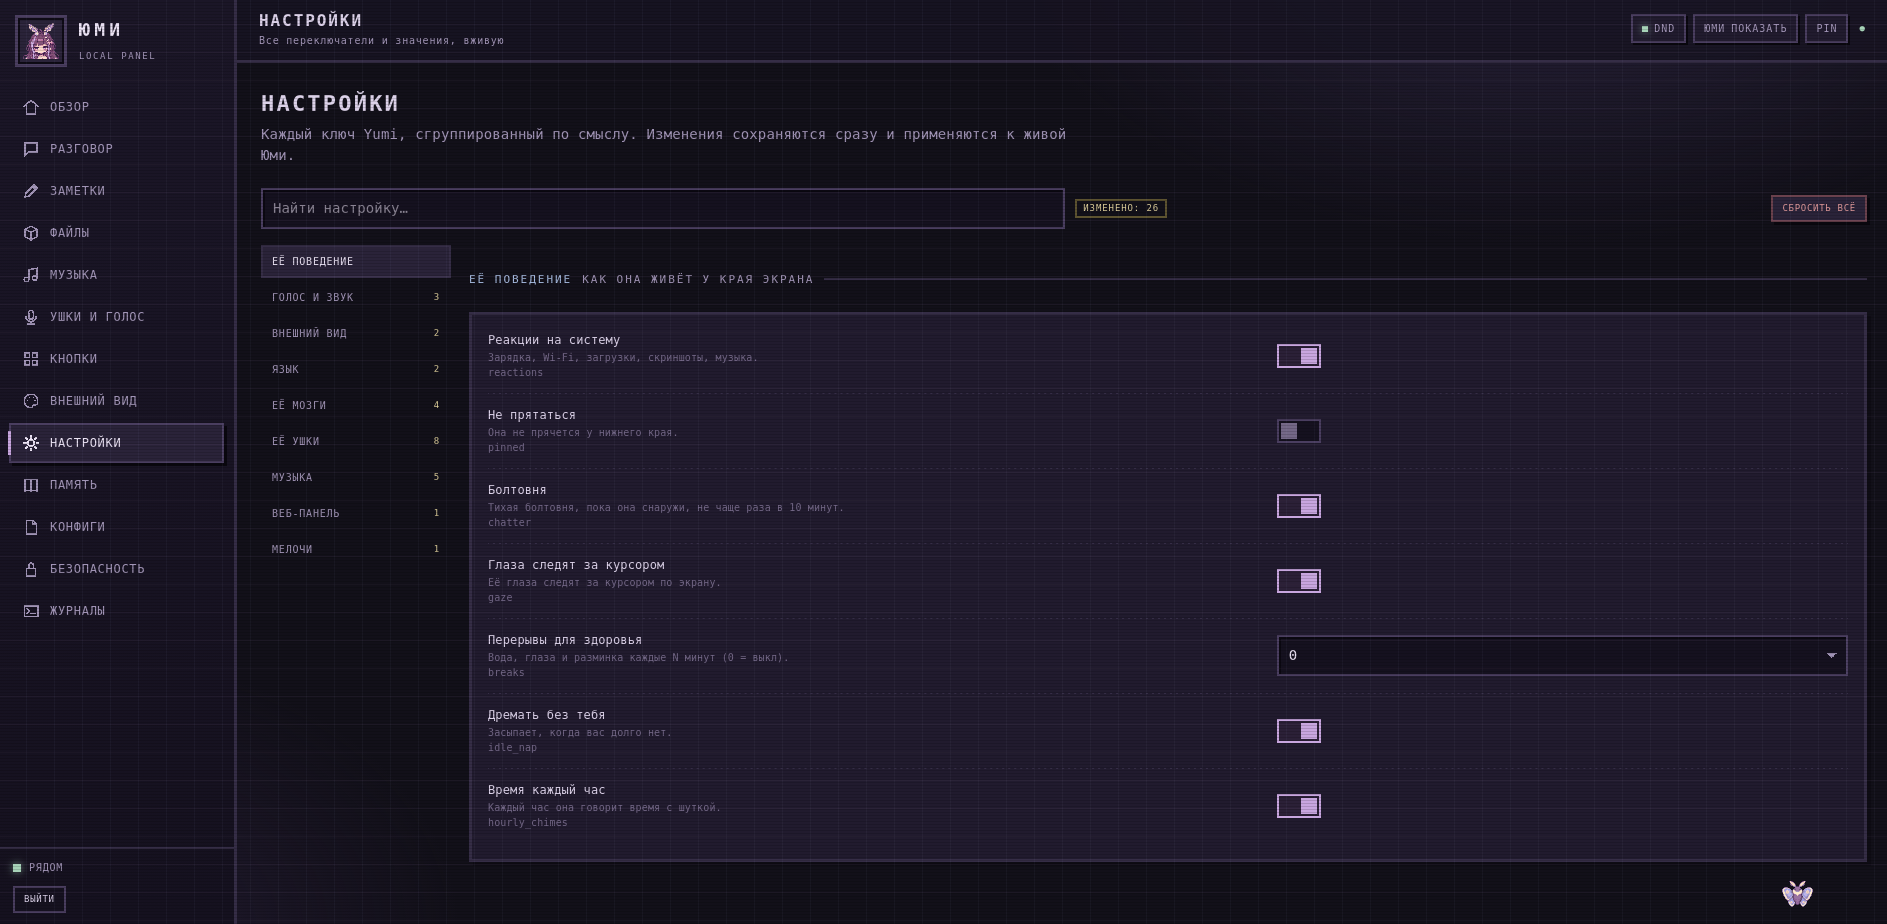 ЮМИ
LOCAL PANEL
ОБЗОР
РАЗГОВОР
ЗАМЕТКИ
ФАЙЛЫ
МУЗЫКА
УШКИ И ГОЛОС
КНОПКИ
ВНЕШНИЙ ВИД
НАСТРОЙКИ
ПАМЯТЬ
КОНФИГИ
БЕЗОПАСНОСТЬ
ЖУРНАЛЫ
РЯДОМ
ВЫЙТИ
НАСТРОЙКИ
Все переключатели и значения, вживую
DND
ЮМИ ПОКАЗАТЬ
PIN
НАСТРОЙКИ
Каждый ключ Yumi, сгруппированный по смыслу. Изменения сохраняются сразу и применяются к живой
Юми.
Найти настройку…
ИЗМЕНЕНО: 26
СБРОСИТЬ ВСЁ
ЕЁ ПОВЕДЕНИЕ
ГОЛОС И ЗВУК 3
ВНЕШНИЙ ВИД 2
ЯЗЫК 2
ЕЁ МОЗГИ 4
ЕЁ УШКИ 8
МУЗЫКА 5
ВЕБ-ПАНЕЛЬ 1
МЕЛОЧИ 1
ЕЁ ПОВЕДЕНИЕ КАК ОНА ЖИВЁТ У КРАЯ ЭКРАНА
Реакции на систему
Зарядка, Wi-Fi, загрузки, скриншоты, музыка.
reactions
Не прятаться
Она не прячется у нижнего края.
pinned
Болтовня
Тихая болтовня, пока она снаружи, не чаще раза в 10 минут.
chatter
Глаза следят за курсором
Её глаза следят за курсором по экрану.
gaze
Перерывы для здоровья
Вода, глаза и разминка каждые N минут (0 = выкл).
breaks
0
Дремать без тебя
Засыпает, когда вас долго нет.
idle_nap
Время каждый час
Каждый час она говорит время с шуткой.
hourly_chimes